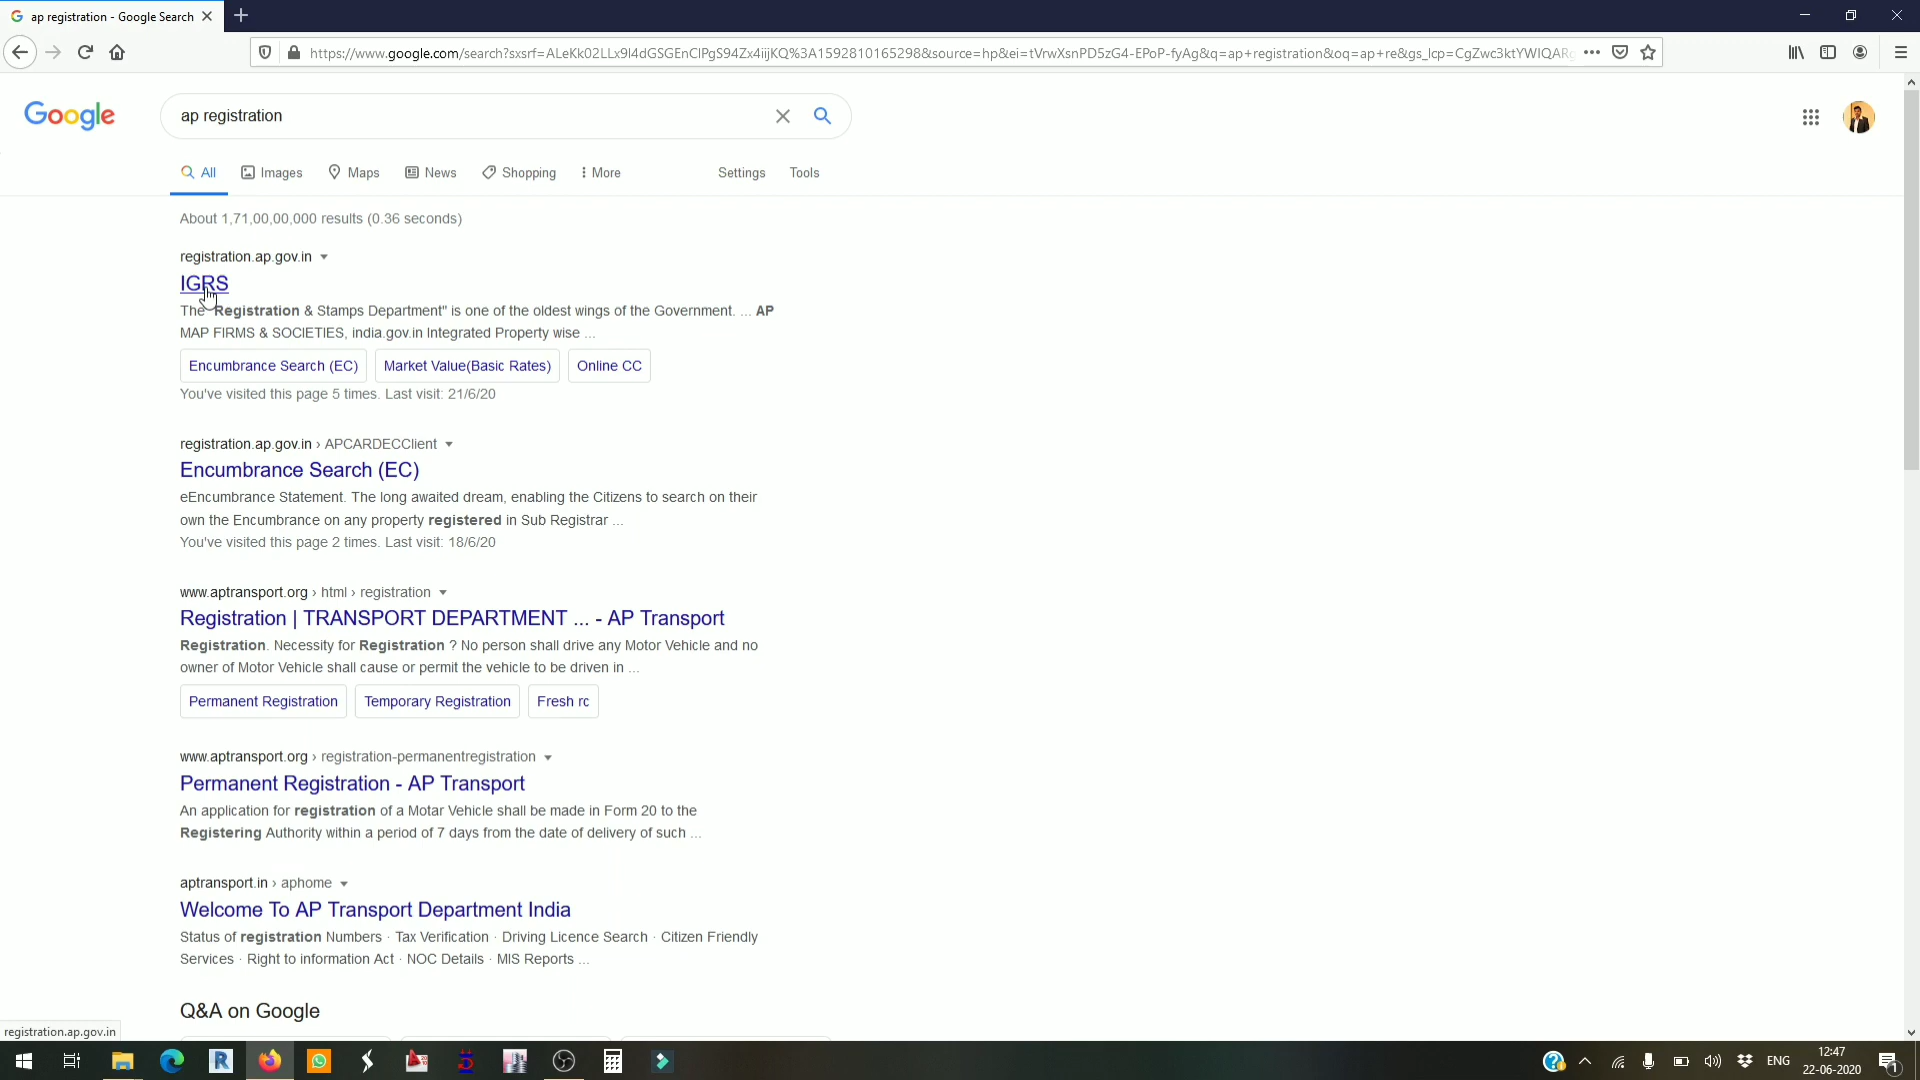 ap registration - Google Search
https://www.google.com/search?sxsrf=ALeKk02LLx9l4dGSGEnClPgS94Zx4iijKQ%3A1592810165298&source=hp&ei=tVrwXsnPD5zG4-EPoP-fyAg&q=ap+registration&oq=ap+re&gs_lcp=CgZwc3ktYWIQARg
Google
ap registration
All Images Maps News Shopping More Settings Tools
About 1,71,00,00,000 results (0.36 seconds)
registration.ap.gov.in
IGRS
The "Registration & Stamps Department" is one of the oldest wings of the Government. ... AP
MAP FIRMS & SOCIETIES, india.gov.in Integrated Property wise ...
Encumbrance Search (EC) Market Value(Basic Rates) Online CC
You've visited this page 5 times. Last visit: 21/6/20
registration.ap.gov.in › APCARDECClient
Encumbrance Search (EC)
eEncumbrance Statement. The long awaited dream, enabling the Citizens to search on their
own the Encumbrance on any property registered in Sub Registrar ...
You've visited this page 2 times. Last visit: 18/6/20
www.aptransport.org › html › registration
Registration | TRANSPORT DEPARTMENT ... - AP Transport
Registration. Necessity for Registration ? No person shall drive any Motor Vehicle and no
owner of Motor Vehicle shall cause or permit the vehicle to be driven in ...
Permanent Registration Temporary Registration Fresh rc
www.aptransport.org › registration-permanentregistration
Permanent Registration - AP Transport
An application for registration of a Motar Vehicle shall be made in Form 20 to the
Registering Authority within a period of 7 days from the date of delivery of such ...
aptransport.in › aphome
Welcome To AP Transport Department India
Status of registration Numbers · Tax Verification · Driving Licence Search · Citizen Friendly
Services · Right to information Act · NOC Details · MIS Reports ...
Q&A on Google
registration.ap.gov.in
ENG
12:47
22-06-2020
1